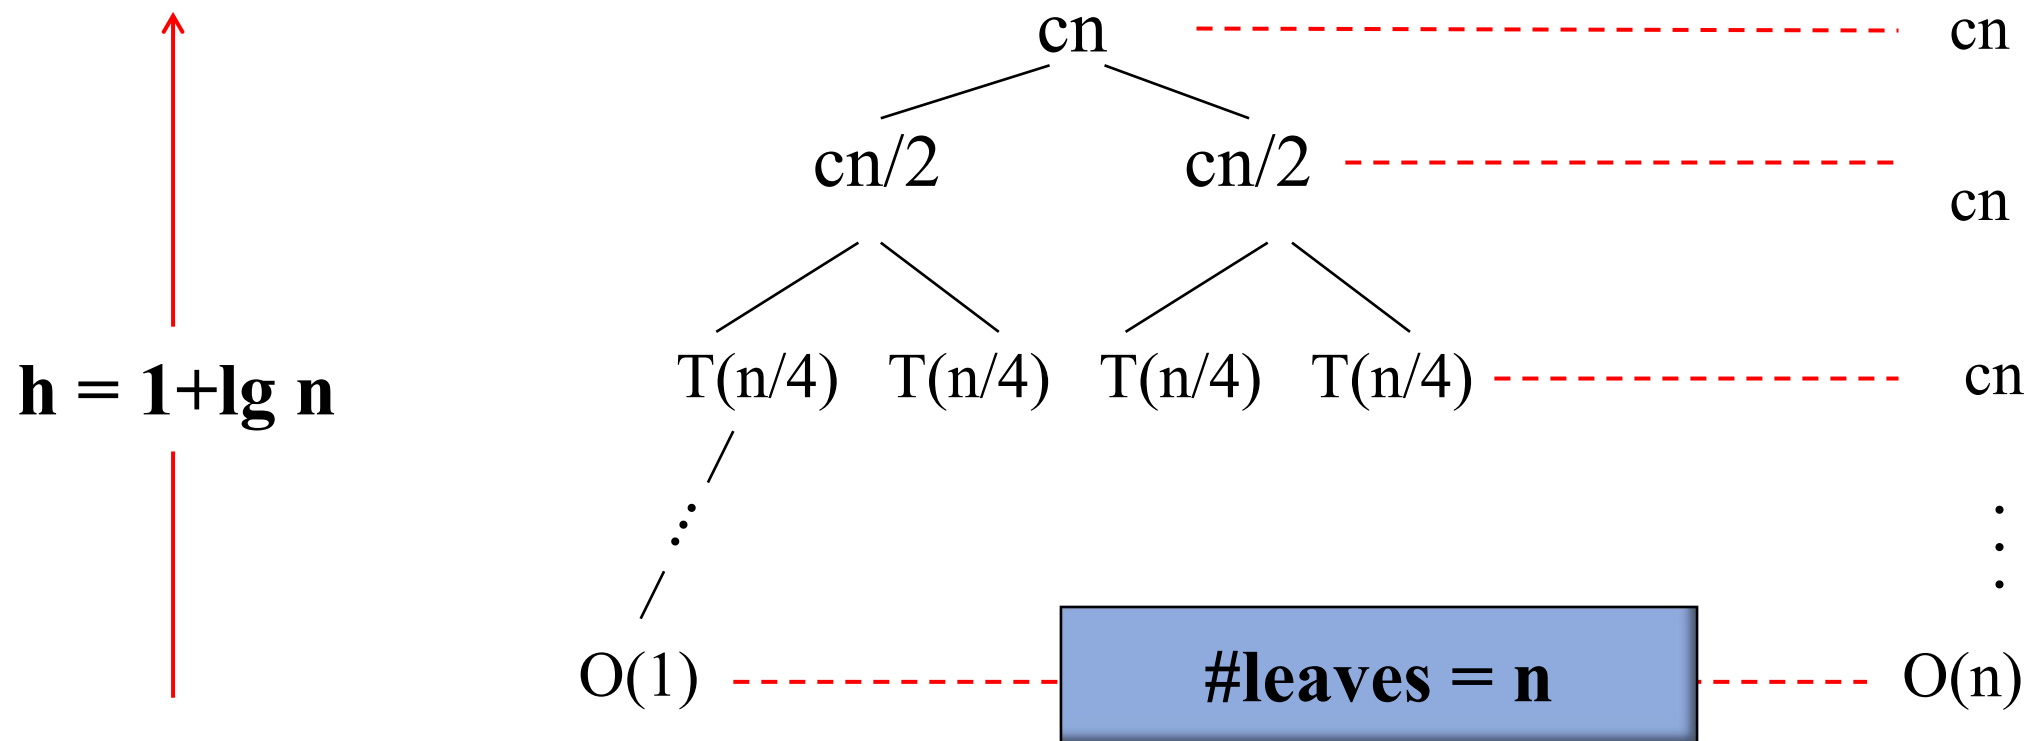 cn cn
cn/2 cn/2
cn
T(n/4) T(n/4) T(n/4) T(n/4) cn
h = 1+lg n
O(1) #leaves = n O(n)